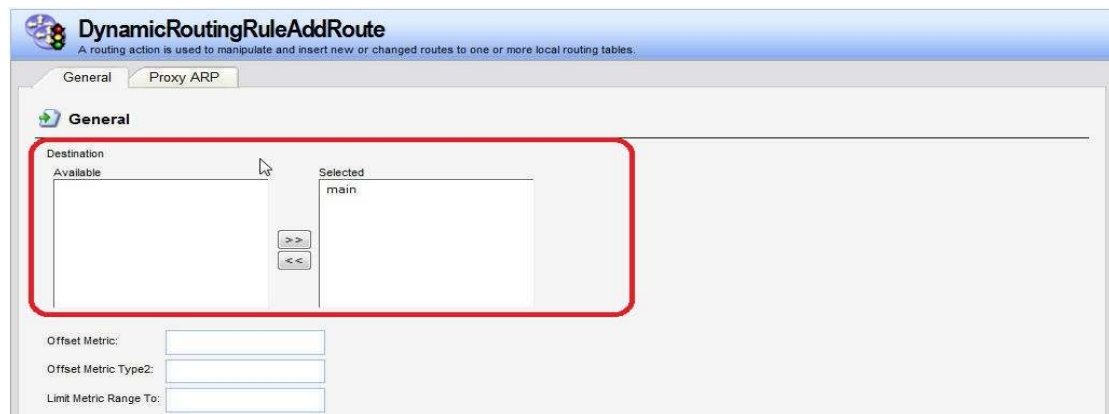 DynamicRoutingRuleAddRoute
A routing action is used to manipulate and insert new or changed routes to one or more local routing tables.
General
Proxy ARP
General
Destination
Available
Selected
main
>>
<<
Offset Metric:
Offset Metric Type2:
Limit Metric Range To: